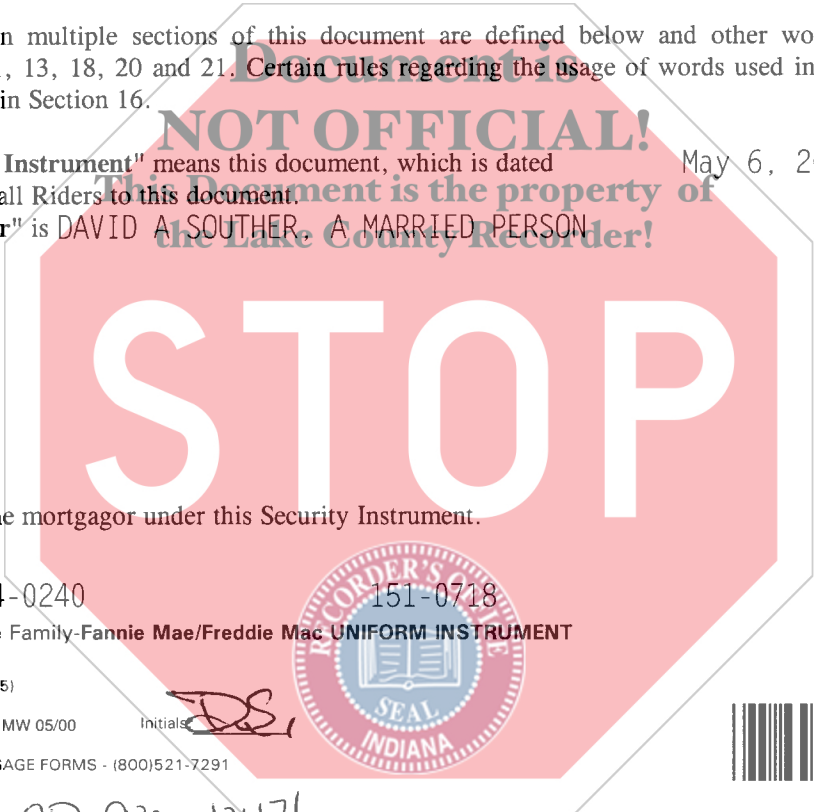 n multiple sections of this document are defined below and other wo
, 13, 18, 20 and 21. Certain rules regarding the usage of words used in
in Section 16.
Document is
NOT OFFICIAL!
This Document is the property of
the Lake County Recorder!
Instrument" means this document, which is dated May 6, 2
all Riders to this document.
r" is DAVID A SOUTHER, A MARRIED PERSON
STOP
e mortgagor under this Security Instrument.
4-0240 151-0718
e Family-Fannie Mae/Freddie Mac UNIFORM INSTRUMENT
5)
MW 05/00 Initials: DS
GAGE FORMS - (800)521-7291
RECORDER'S OFFICE
SEAL
INDIANA